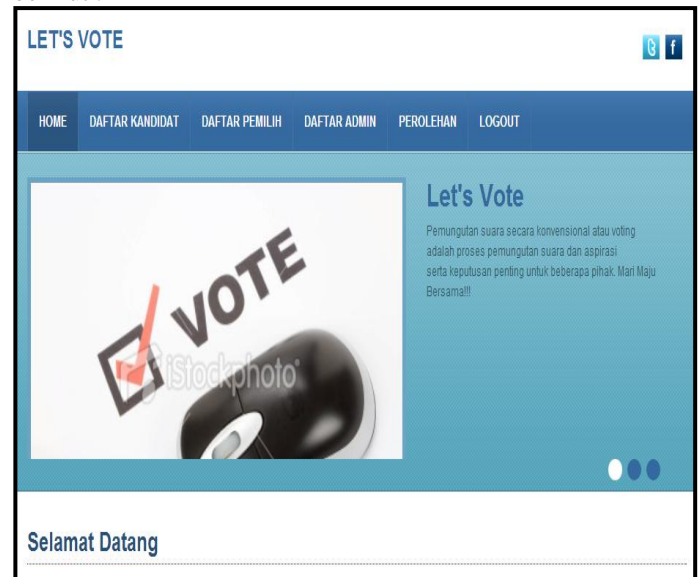 LET'S VOTE
HOME DAFTAR KANDIDAT DAFTAR PEMILIH DAFTAR ADMIN PEROLEHAN LOGOUT
VOTE
iStockphoto
Let's Vote
Pemungutan suara secara konvensional atau voting
adalah proses pemungutan suara dan aspirasi
serta keputusan penting untuk beberapa pihak. Mari Maju
Bersama!!!
Selamat Datang